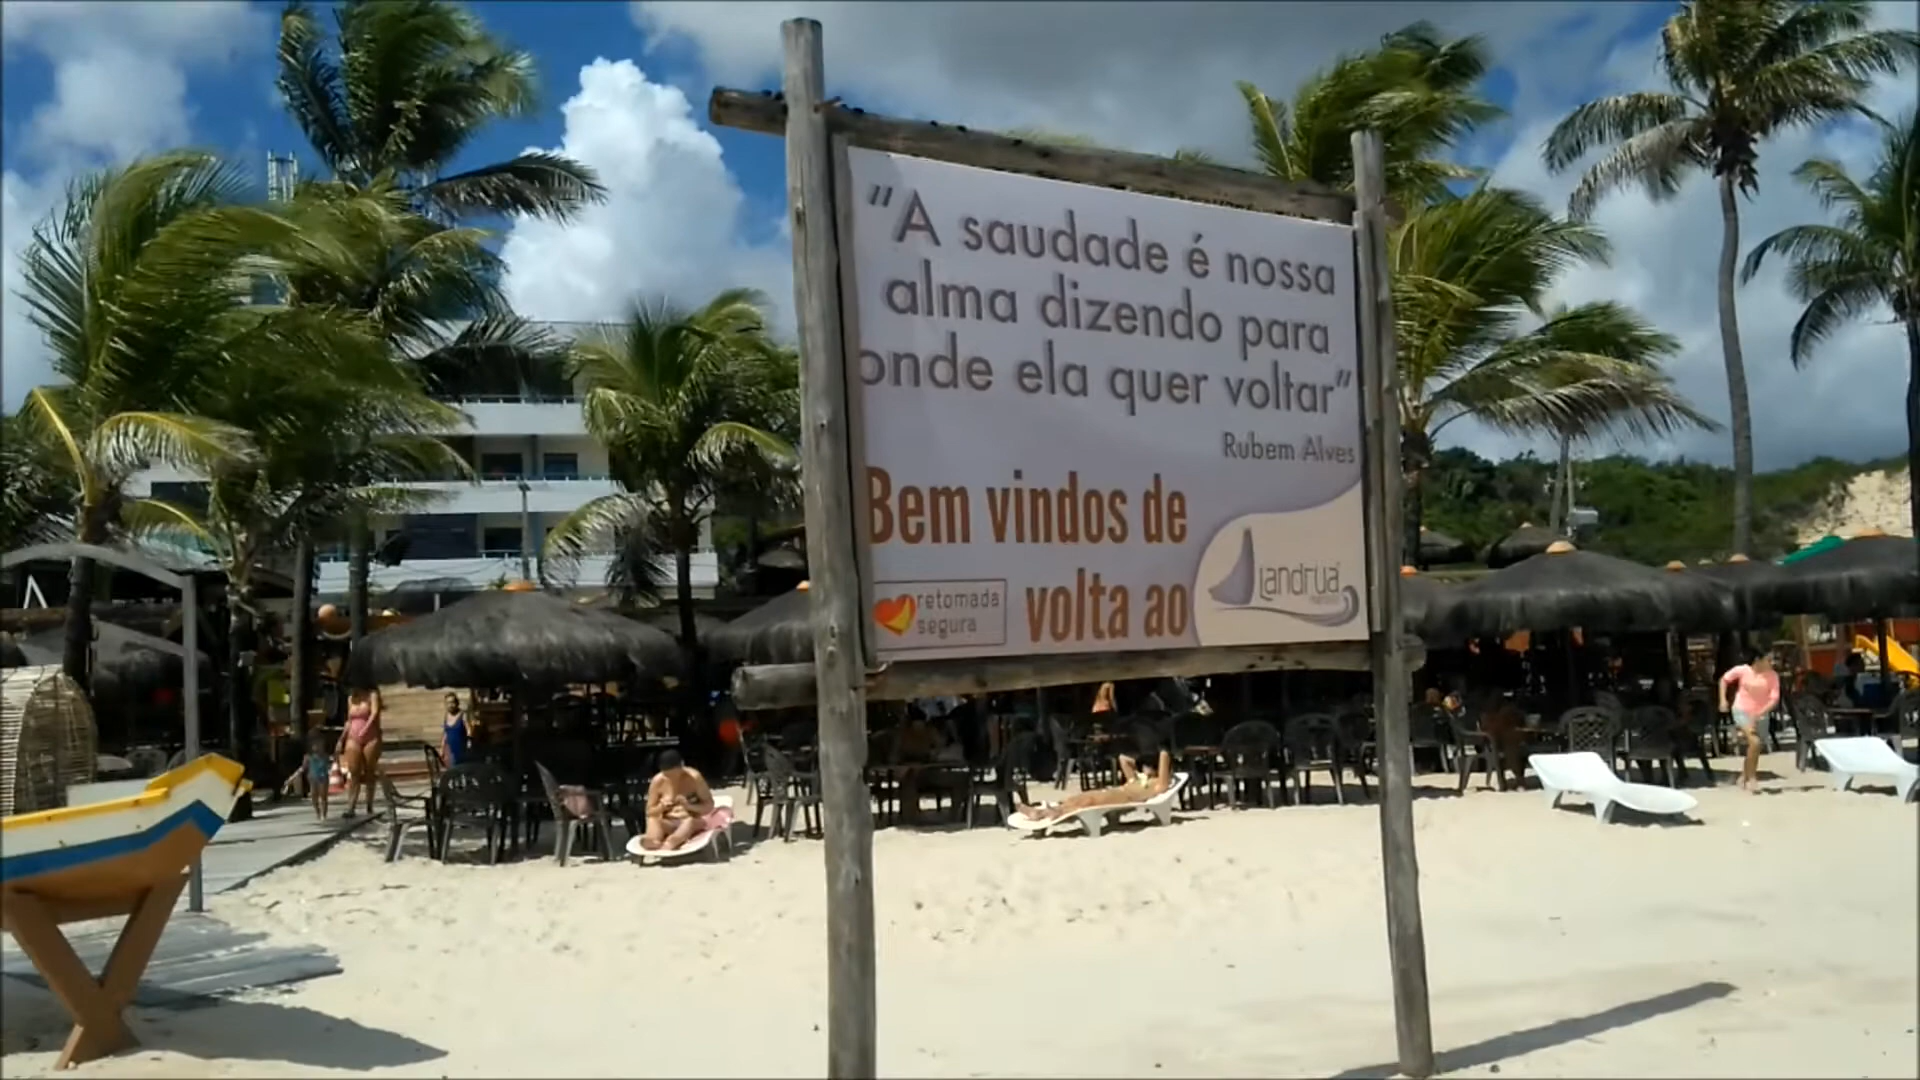 "A saudade é nossa
alma dizendo para
onde ela quer voltar"
Rubem Alves
Bem vindos de
volta ao
Landruá
retomada
segura